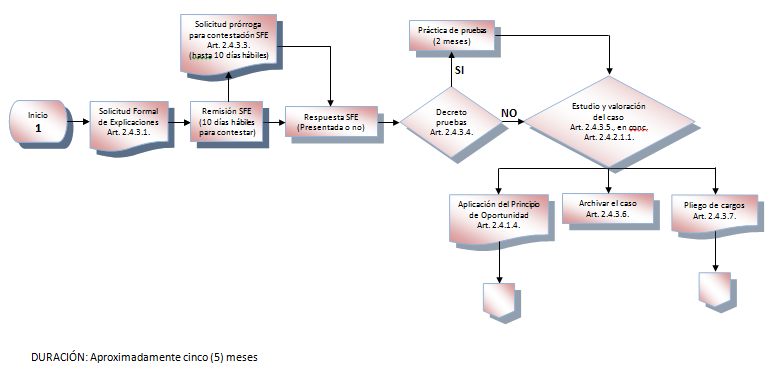 Solicitud prórroga
para contestación SFE
Art. 2.4.3.3.
(hasta 10 días hábiles)
Práctica de pruebas
(2 meses)
SI
Inicio
1
Solicitud Formal
de Explicaciones
Art. 2.4.3.1.
Remisión SFE
(10 días hábiles
para contestar)
Respuesta SFE
(Presentada o no)
Decreto
pruebas
Art. 2.4.3.4.
NO
Estudio y valoración
del caso
Art. 2.4.3.5., en conc.
Art. 2.4.2.1.1.
Aplicación del Principio
de Oportunidad
Art. 2.4.1.4.
Archivar el caso
Art. 2.4.3.6.
Pliego de cargos
Art. 2.4.3.7.
DURACIÓN: Aproximadamente cinco (5) meses